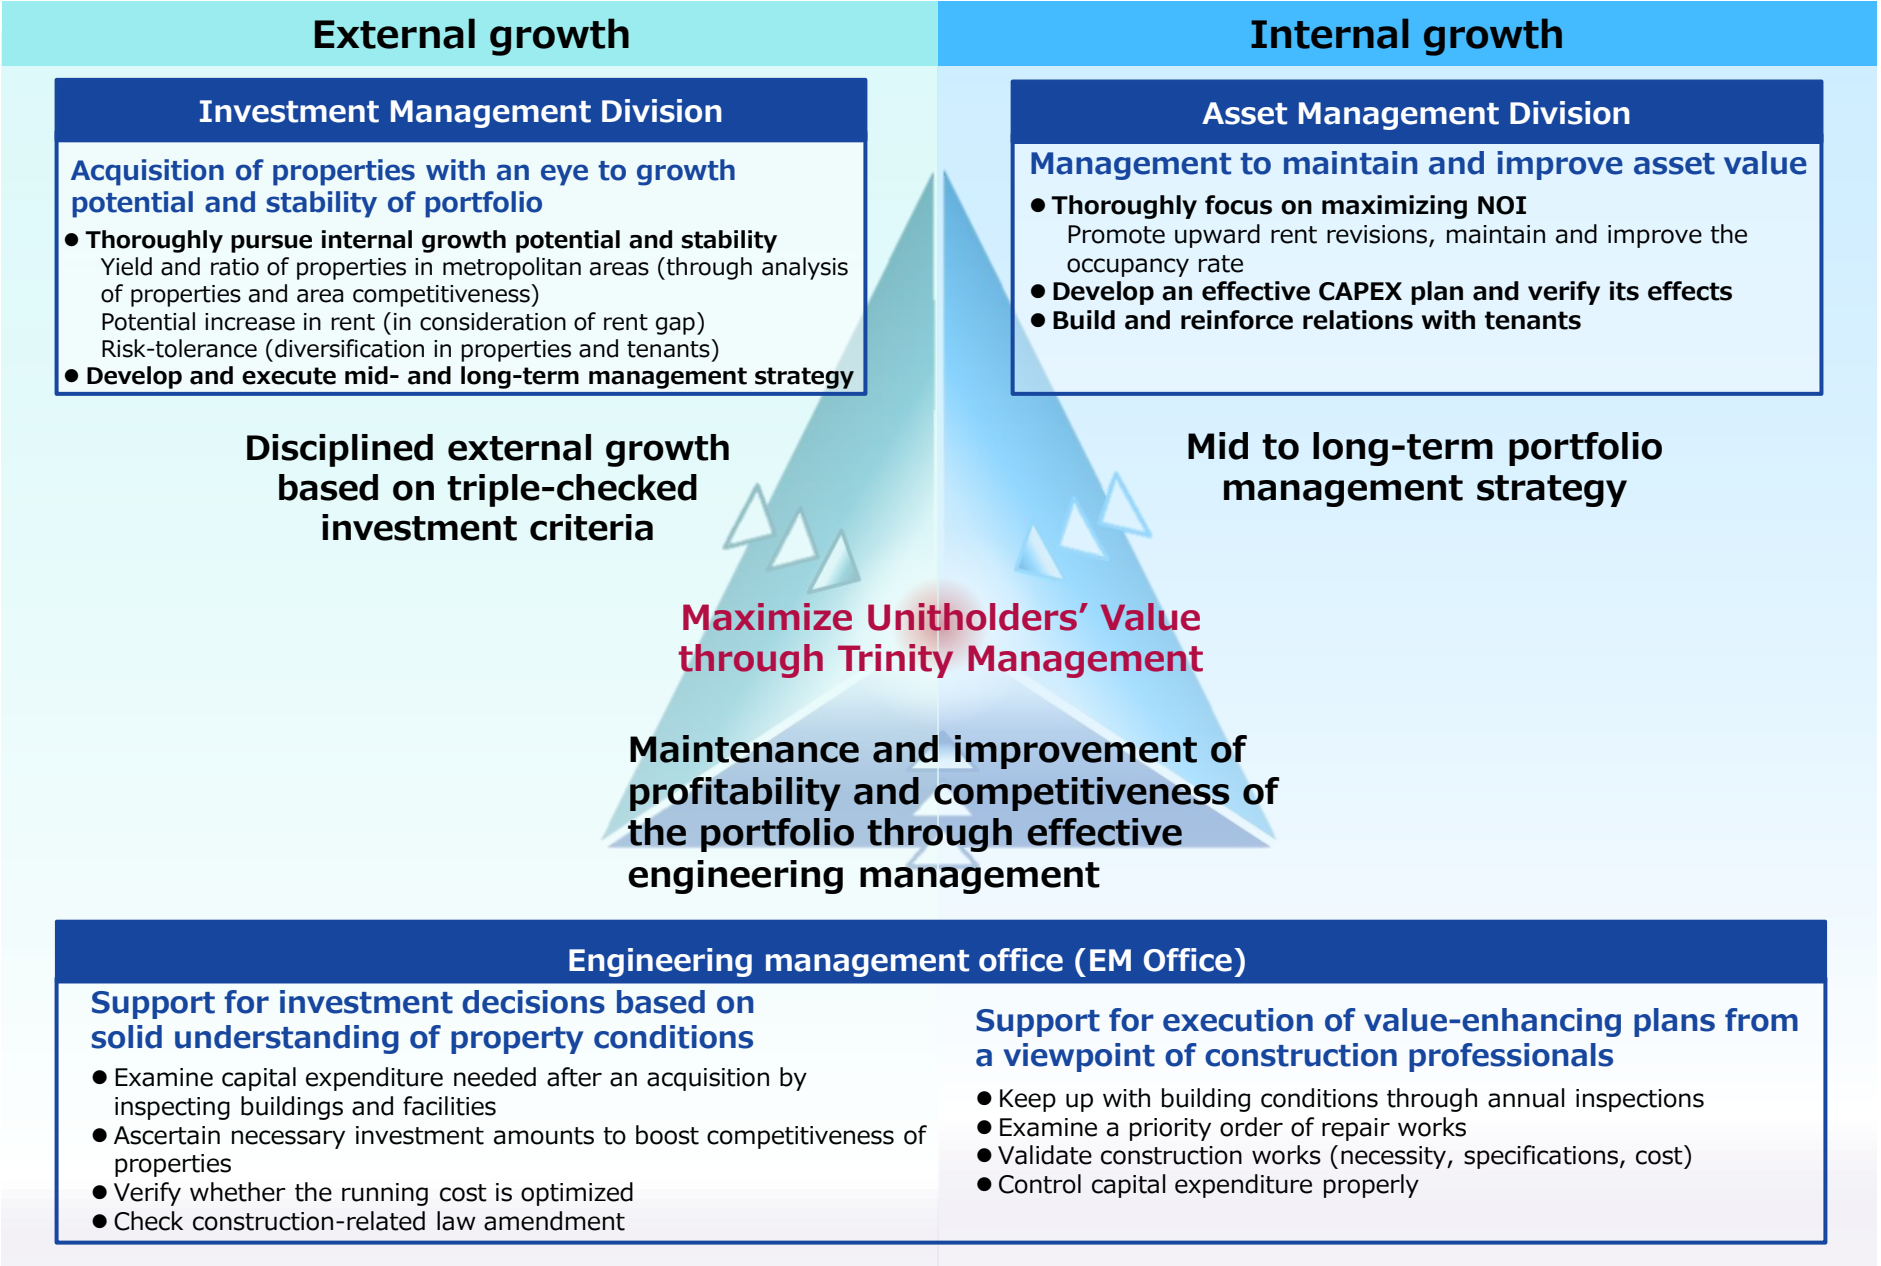 External growth
Internal growth
Investment Management Division
Acquisition of properties with an eye to growth
potential and stability of portfolio
● Thoroughly pursue internal growth potential and stability
Yield and ratio of properties in metropolitan areas (through analysis
of properties and area competitiveness)
Potential increase in rent (in consideration of rent gap)
Risk-tolerance (diversification in properties and tenants)
● Develop and execute mid- and long-term management strategy
Asset Management Division
Management to maintain and improve asset value
● Thoroughly focus on maximizing NOI
Promote upward rent revisions, maintain and improve the
occupancy rate
● Develop an effective CAPEX plan and verify its effects
● Build and reinforce relations with tenants
Disciplined external growth
based on triple-checked
investment criteria
Mid to long-term portfolio
management strategy
Maximize Unitholders’ Value
through Trinity Management
Maintenance and improvement of
profitability and competitiveness of
the portfolio through effective
engineering management
Engineering management office (EM Office)
Support for investment decisions based on
solid understanding of property conditions
● Examine capital expenditure needed after an acquisition by
inspecting buildings and facilities
● Ascertain necessary investment amounts to boost competitiveness of
properties
● Verify whether the running cost is optimized
● Check construction-related law amendment
Support for execution of value-enhancing plans from
a viewpoint of construction professionals
● Keep up with building conditions through annual inspections
● Examine a priority order of repair works
● Validate construction works (necessity, specifications, cost)
● Control capital expenditure properly